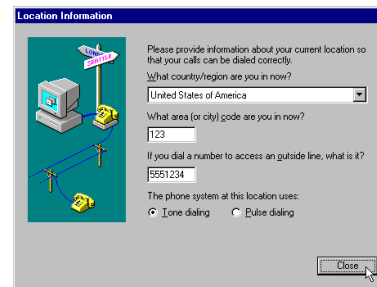 Location Information
LONDON
SEATTLE
Please provide information about your current location so
that your calls can be dialed correctly.
What country/region are you in now?
United States of America
What area (or city) code are you in now?
123
If you dial a number to access an outside line, what is it?
5551234
The phone system at this location uses:
Tone dialing Pulse dialing
Close